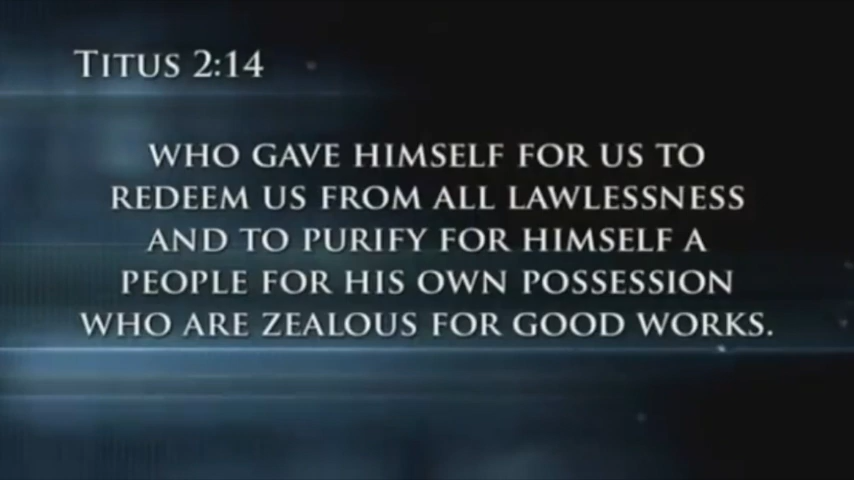 TITUS 2:14
WHO GAVE HIMSELF FOR US TO
REDEEM US FROM ALL LAWLESSNESS
AND TO PURIFY FOR HIMSELF A
PEOPLE FOR HIS OWN POSSESSION
WHO ARE ZEALOUS FOR GOOD WORKS.